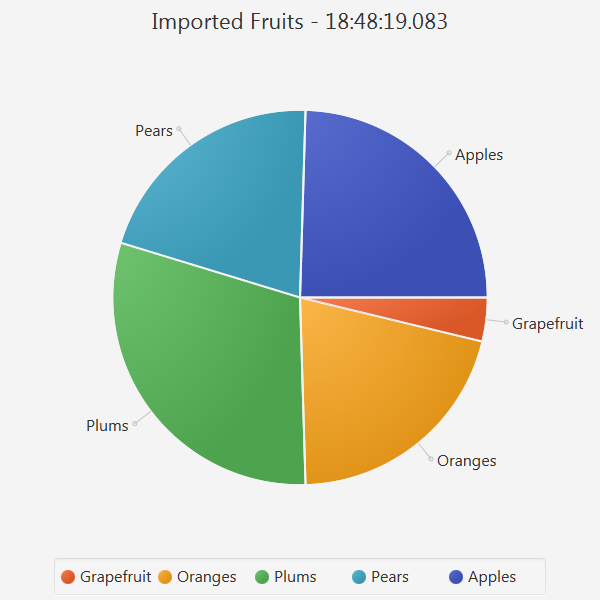 Imported Fruits - 18:48:19.083
Pears
Apples
Grapefruit
Plums
Oranges
Grapefruit Oranges Plums Pears Apples